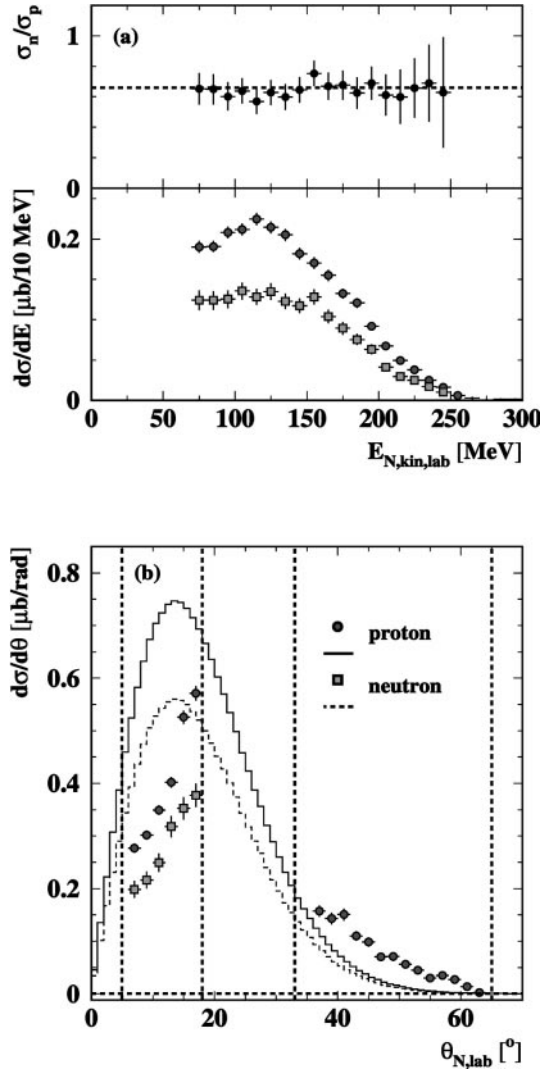 σn/σp
1
(a)
0
dσ/dE [μb/10 MeV]
0.2
0
0 50 100 150 200 250 300
E N,kin,lab [MeV]
dσ/dθ [μb/rad]
0.8
(b)
0.6
proton
neutron
0.4
0.2
0
0 20 40 60
θ N,lab [°]